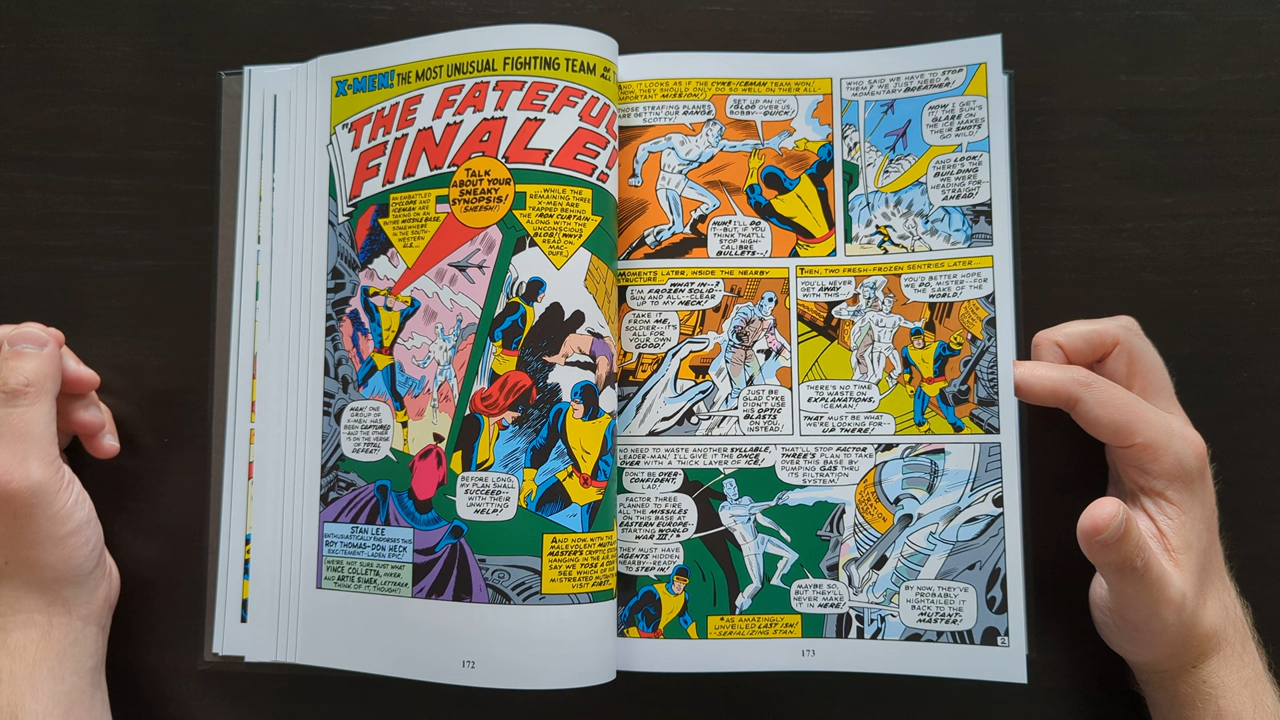 X-MEN! THE MOST UNUSUAL FIGHTING TEAM OF
ALL
"THE FATEFUL
FINALE!
TALK
ABOUT YOUR
SNEAKY
SYNOPSIS!
(SHEESH!)
AN EMBATTLED
CYCLOPS AND
ICEMAN ARE
TAKING ON AN
ENTIRE MISSILE BASE,
SOMEWHERE
IN THE SOUTH-
WESTERN
U.S....
...WHILE THE
REMAINING THREE
X-MEN ARE
TRAPPED BEHIND
THE IRON CURTAIN--
ALONG WITH THE
UNCONSCIOUS
BLOB! (WHY?
READ ON,
MAC-
DUFF...)
HAH! ONE
GROUP OF
X-MEN HAS
BEEN CAPTURED
--AND THE OTHER
IS ON THE VERGE
OF TOTAL
DEFEAT!
BEFORE LONG,
MY PLAN SHALL
SUCCEED--
WITH THEIR
UNWITTING
HELP!
STAN LEE
ENTHUSIASTICALLY ENDORSES THIS
ROY THOMAS-DON HECK
EXCITEMENT-LADEN EPIC!
(WE'RE NOT SURE JUST WHAT
VINCE COLLETTA, INKER,
AND ARTIE SIMEK, LETTERER,
THINK OF IT, THOUGH!)
AND NOW, WITH THE
MALEVOLENT MUTANT
MASTER'S CRYPTIC
HANGING IN THE AIR,
SAY WE TOSS A COIN
SEE WHICH OF OUR
MISTREATED MUTANTS
VISIT FIRST...
172
AND, IT LOOKS AS IF THE CYKE-ICEMAN TEAM WON!
(NOW, THEY SHOULD ONLY DO SO WELL ON THEIR ALL-
IMPORTANT MISSION!)
THOSE STRAFING PLANES
ARE GETTIN' OUR RANGE,
SCOTTY!
SET UP AN ICY
IGLOO OVER US,
BOBBY--QUICK!
HUH? I'LL DO
IT--BUT, IF YOU
THINK THAT'LL
STOP HIGH-
CALIBRE
BULLETS--!
WHO SAID WE HAVE TO STOP
THEM? WE JUST NEED A
MOMENTARY BREATHER!
NOW I GET
IT! THE SUN'S
GLARE ON
THE ICE MAKES
THEIR SHOTS
GO WILD!
AND LOOK!
THERE'S THE
BUILDING
WE WERE
HEADING FOR--
STRAIGHT
AHEAD!
MOMENTS LATER, INSIDE THE NEARBY
STRUCTURE...
WHAT IN--?
I'M FROZEN SOLID--
GUN AND ALL--CLEAR
UP TO MY NECK!
TAKE IT
FROM ME,
SOLDIER--IT'S
ALL FOR
YOUR OWN
GOOD!
JUST BE
GLAD CYKE
DIDN'T USE
HIS OPTIC
BLASTS
ON YOU,
INSTEAD!
THEN, TWO FRESH-FROZEN SENTRIES LATER...
YOU'LL NEVER
GET AWAY
WITH THIS--!
YOU'D BETTER HOPE
WE DO, MISTER--FOR
THE SAKE OF THE
WORLD!
THERE'S NO TIME
TO WASTE ON
EXPLANATIONS,
ICEMAN!
THAT MUST BE WHAT
WE'RE LOOKING FOR--
UP THERE!
NO NEED TO WASTE ANOTHER SYLLABLE,
LEADER-MAN! I'LL GIVE IT THE ONCE
OVER WITH A THICK LAYER OF ICE!
DON'T BE OVER-
CONFIDENT,
LAD!
FACTOR THREE
PLANNED TO FIRE
ALL THE MISSILES
ON THIS BASE AT
EASTERN EUROPE--
STARTING WORLD
WAR III!*
THEY MUST HAVE
AGENTS HIDDEN
NEARBY--READY
TO STEP IN!
THAT'LL STOP FACTOR
THREE'S PLAN TO TAKE
OVER THIS BASE BY
PUMPING GAS THRU
ITS FILTRATION
SYSTEM!
MAYBE SO,
BUT THEY'LL
NEVER MAKE
IT IN HERE!
BY NOW, THEY'VE
PROBABLY
HIGHTAILED IT
BACK TO THE
MUTANT-
MASTER!
*AS AMAZINGLY
UNVEILED LAST ISH!
--SERIALIZING STAN.
2
173